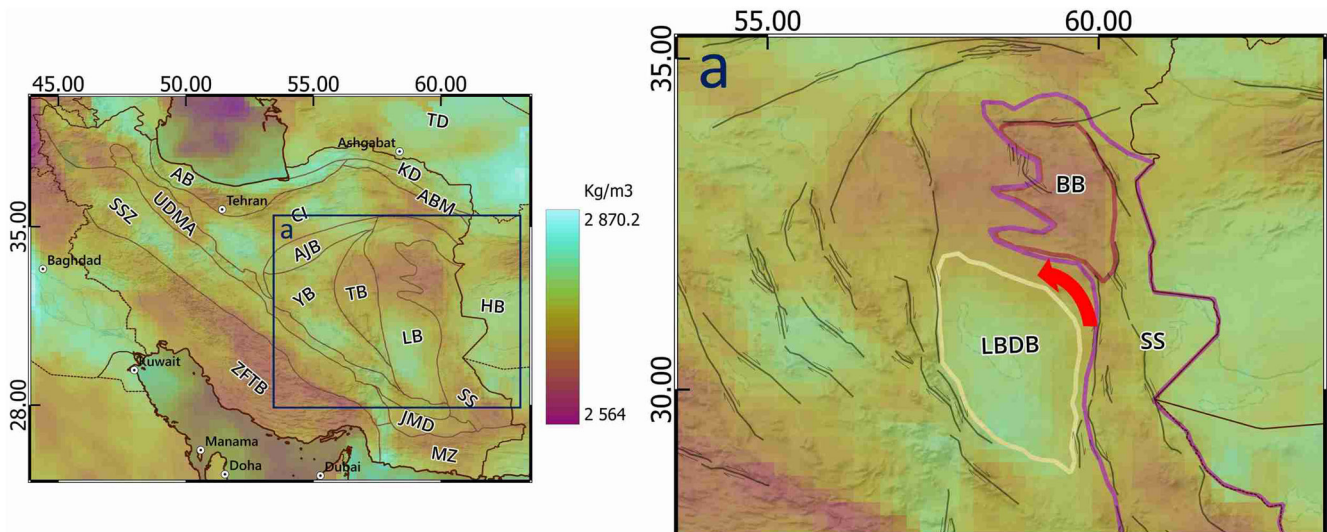 45.00 50.00 55.00 60.00
35.00
28.00
TD
Ashgabat
KD
AB
ABM
Tehran
CI
UDMA
SSZ
a
AJB
Baghdad
YB
TB
HB
LB
Kuwait
ZFTB
SS
JMD
MZ
Manama
Doha
Dubai
Kg/m3
2 870.2
2 564
55.00 60.00
35.00
30.00
a
BB
LBDB
SS